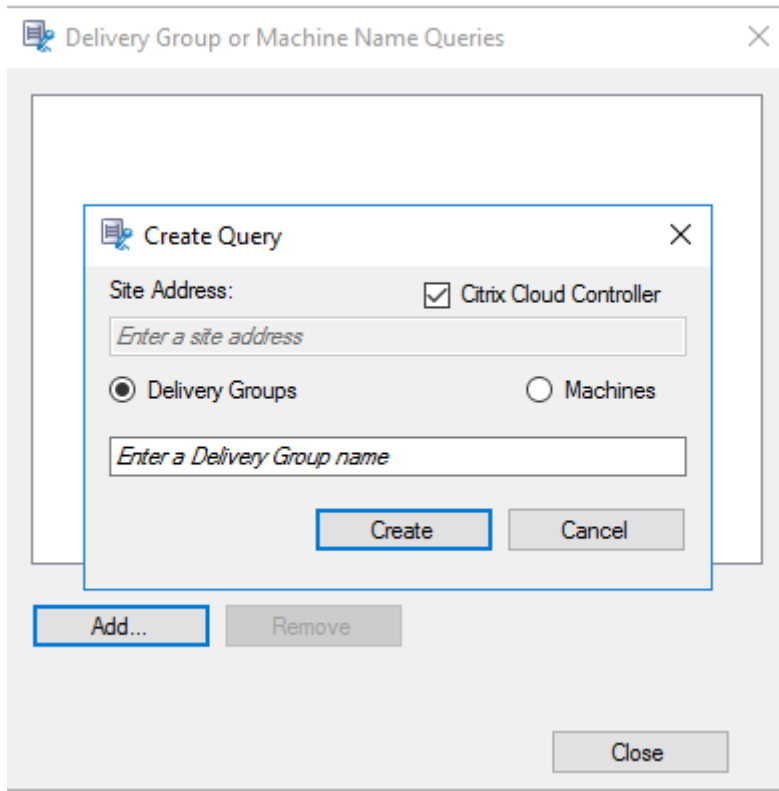 Delivery Group or Machine Name Queries
Create Query
Site Address:
Citrix Cloud Controller
Enter a site address
Delivery Groups
Machines
Enter a Delivery Group name
Create
Cancel
Add...
Remove
Close